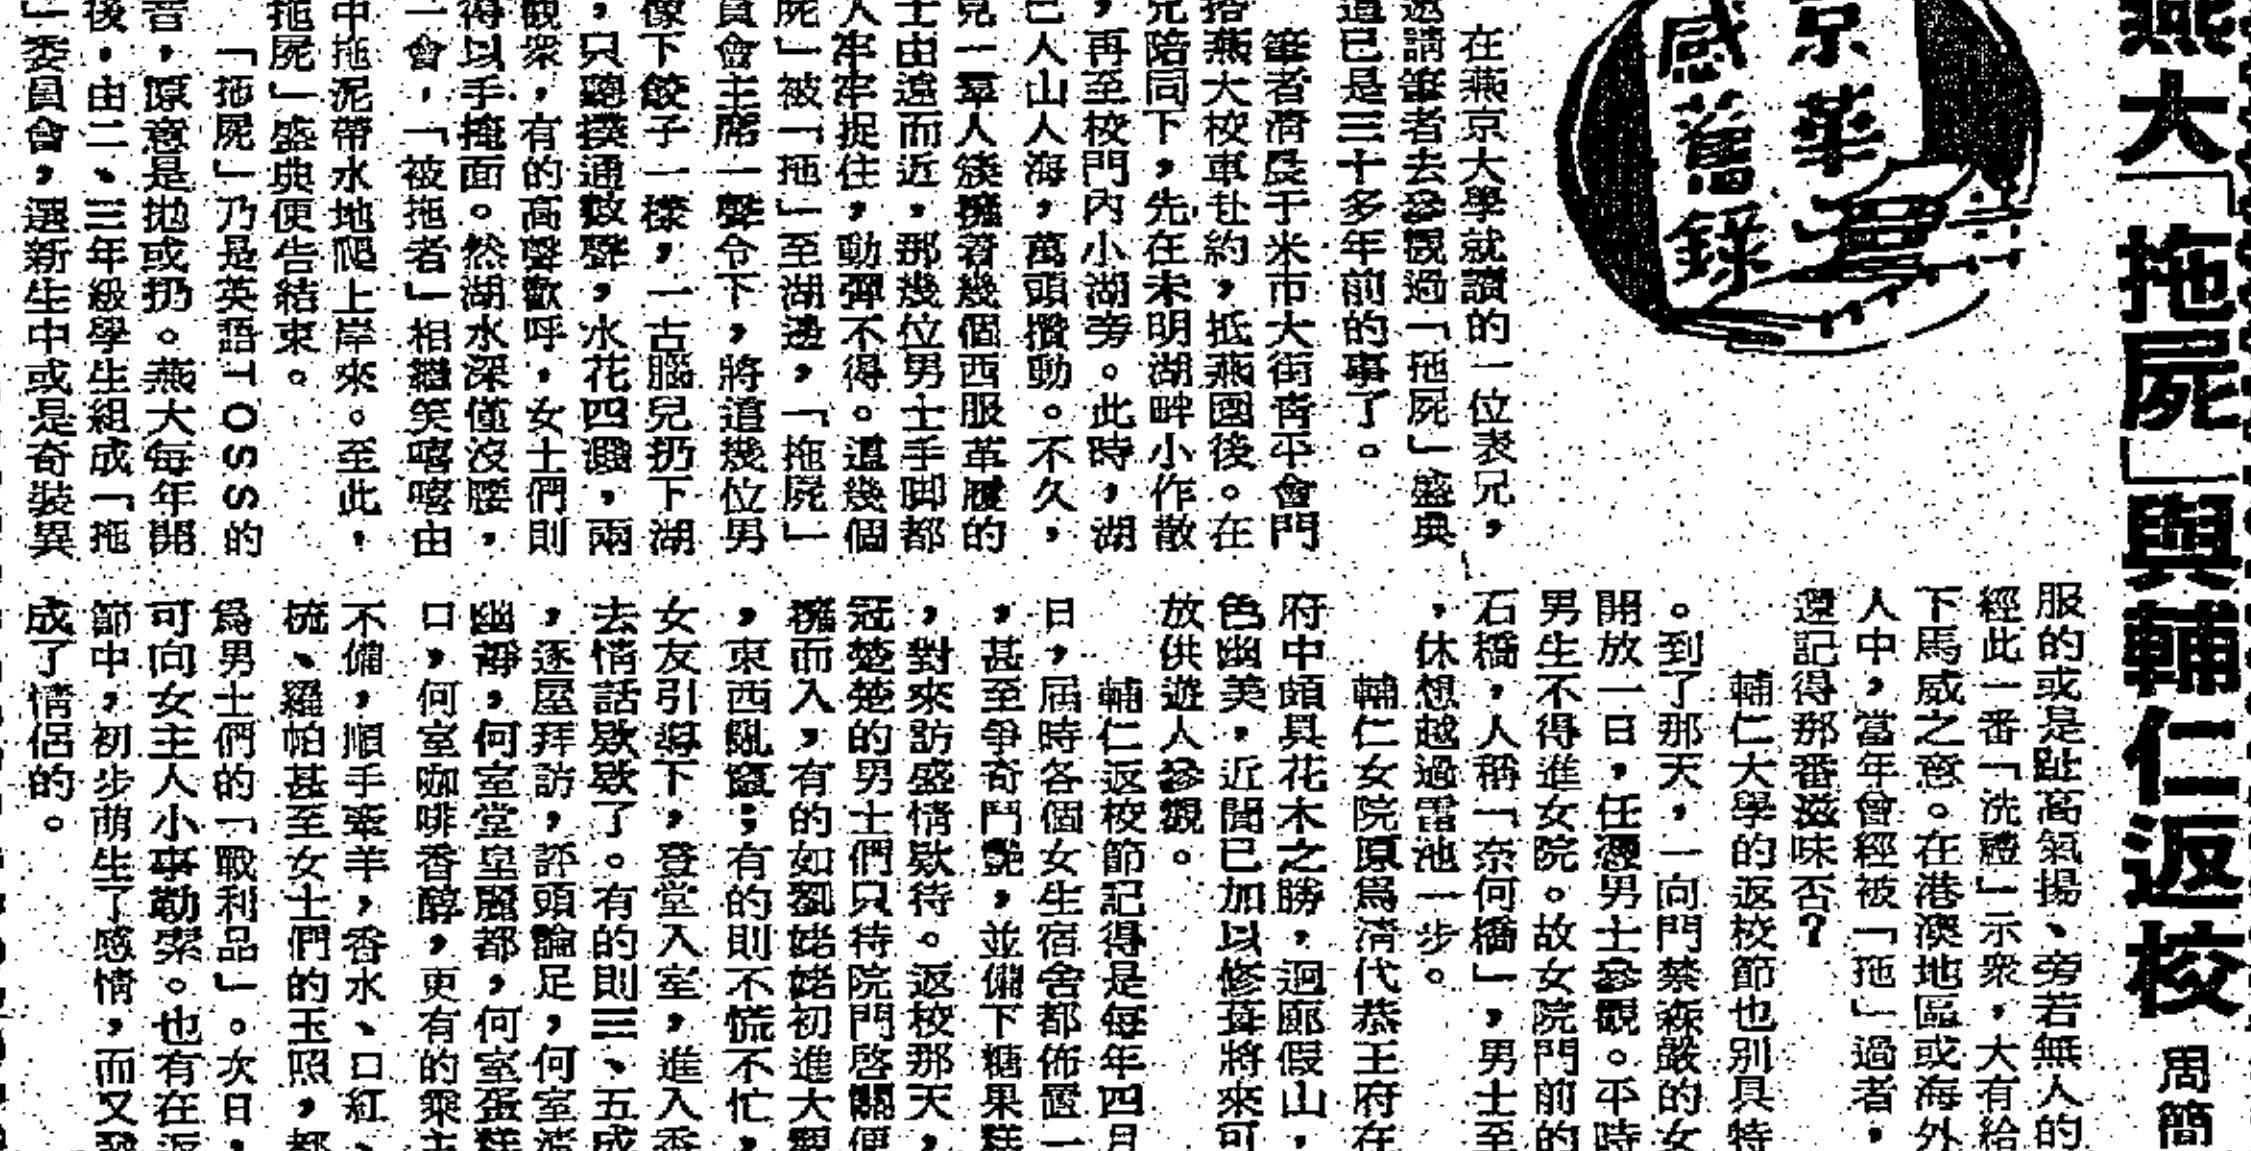 燕大「拖屍」與輔仁返校
周簡
京華
感舊錄
在燕京大學就讀的一位表兄，
邀請筆者去參觀過「拖屍」盛典
這已是三十多年前的事了。
筆者清晨于米市大街青平會門
搭燕大校車赴約，抵燕園後。在
兄陪同下，先在未明湖畔小作散
，再至校門內小湖旁。此時，湖
已人山人海，萬頭攢動。不久，
見一羣人簇擁着幾個西服革履的
士由遠而近，那幾位男士手脚都
人牢牢捉住，動彈不得。這幾個
屍」被「拖」至湖邊，「拖屍」
員會主席一聲令下，將這幾位男
像下餃子一樣，一古腦兒扔下湖
，只聽撲通數聲，水花四濺，兩
觀衆，有的高聲歡呼，女士們則
得以手掩面。然湖水深僅沒腰，
一會，「被拖者」相繼笑嘻嘻由
中拖泥帶水地爬上岸來。至此，
拖屍」盛典便告結束。
「拖屍」乃是英語TOSS的
音，原意是拋或扔。燕大每年開
後，由二、三年級學生組成「拖
」委員會，選新生中或是奇裝異
服的或是趾高氣揚、旁若無人的
經此一番「洗禮」示衆，大有給
下馬威之意。在港澳地區或海外
人中，當年曾經被「拖」過者，
還記得那番滋味否？
輔仁大學的返校節也別具特
。到了那天，一向門禁森嚴的女
開放一日，任憑男士參觀。平時
男生不得進女院。故女院門前的
石橋，人稱「奈何橋」，男士至
，休想越過雷池一步。
輔仁女院原爲清代恭王府在
府中頗具花木之勝，迴廊假山，
色幽美，近聞已加以修葺將來可
放供遊人參觀。
輔仁返校節記得是每年四月
日，屆時各個女生宿舍都佈置一
，甚至爭奇鬥艷，並備下糖果糕
，對來訪盛情欵待。返校那天，
冠楚楚的男士們只待院門啓關便
擁而入，有的如劉姥姥初進大觀
，東西亂竄；有的則不慌不忙，
女友引導下，登堂入室，進入香
去情話欵欵了。有的則三、五成
，逐屋拜訪，評頭論足，何室
幽靜，何室堂皇麗都，何室蛋糕
口，何室咖啡香醇，更有的乘主
不備，順手牽羊，香水、口紅、
梳、羅帕甚至女士們的玉照，都
爲男士們的「戰利品」。次日，
可向女主人小事勒索。也有在返
節中，初步萌生了感情，而又發
成了情侶的。